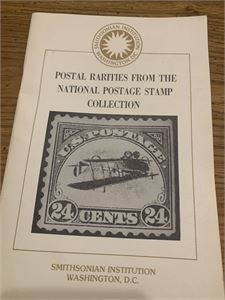 SMITHSONIAN INSTITUTION
WASHINGTON, D.C.
POSTAL RARITIES FROM THE
NATIONAL POSTAGE STAMP
COLLECTION
U.S. POSTAGE
24 CENTS 24
SMITHSONIAN INSTITUTION
WASHINGTON, D.C.